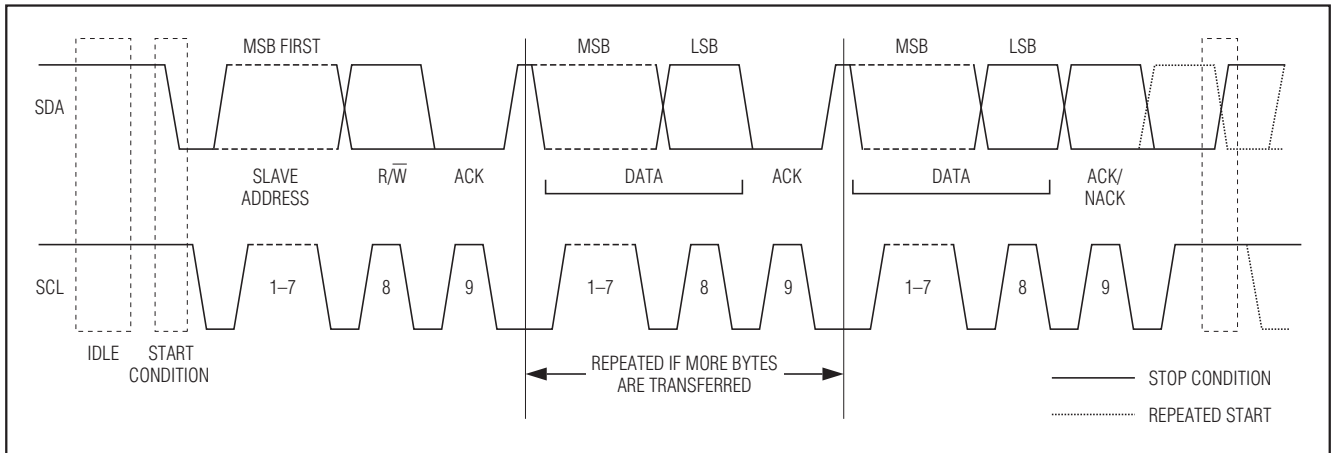 MSB FIRST
MSB
LSB
MSB
LSB
SDA
SLAVE
ADDRESS
R/W̅
ACK
DATA
ACK
DATA
ACK/
NACK
SCL
1–7
8
9
1–7
8
9
1–7
8
9
IDLE
START
CONDITION
REPEATED IF MORE BYTES
ARE TRANSFERRED
STOP CONDITION
REPEATED START